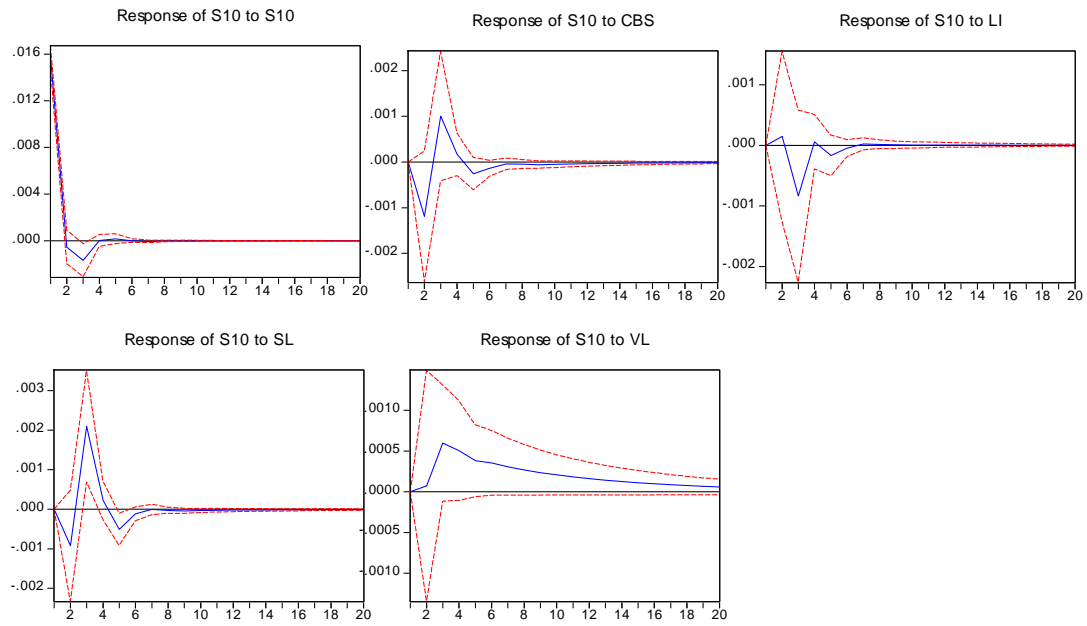 Response of S10 to S10
.016
.012
.008
.004
.000
2 4 6 8 10 12 14 16 18 20
Response of S10 to CBS
.002
.001
.000
-.001
-.002
2 4 6 8 10 12 14 16 18 20
Response of S10 to LI
.001
.000
-.001
-.002
2 4 6 8 10 12 14 16 18 20
Response of S10 to SL
.003
.002
.001
.000
-.001
-.002
2 4 6 8 10 12 14 16 18 20
Response of S10 to VL
.0010
.0005
.0000
.0005
.0010
2 4 6 8 10 12 14 16 18 20